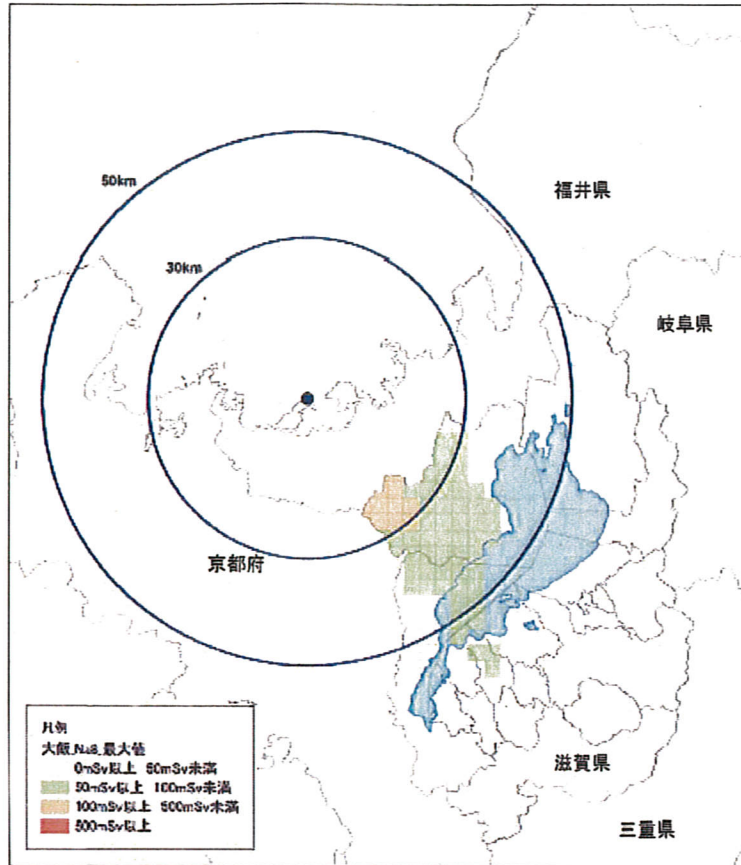 50km
福井県
30km
岐阜県
京都府
凡例
大飯_No8_最大値
0mSv以上 50mSv未満
50mSv以上 100mSv未満
100mSv以上 500mSv未満
500mSv以上
滋賀県
三重県